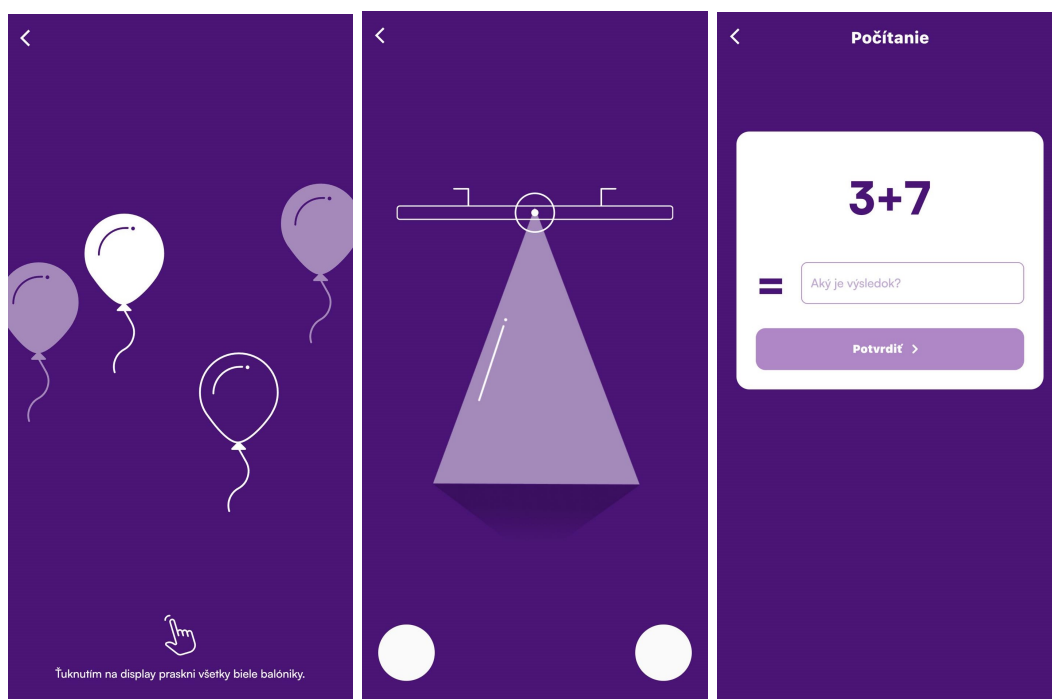 Ťuknutím na display praskni všetky biele balóniky.
Počítanie
3+7
=
Aký je výsledok?
Potvrdiť >